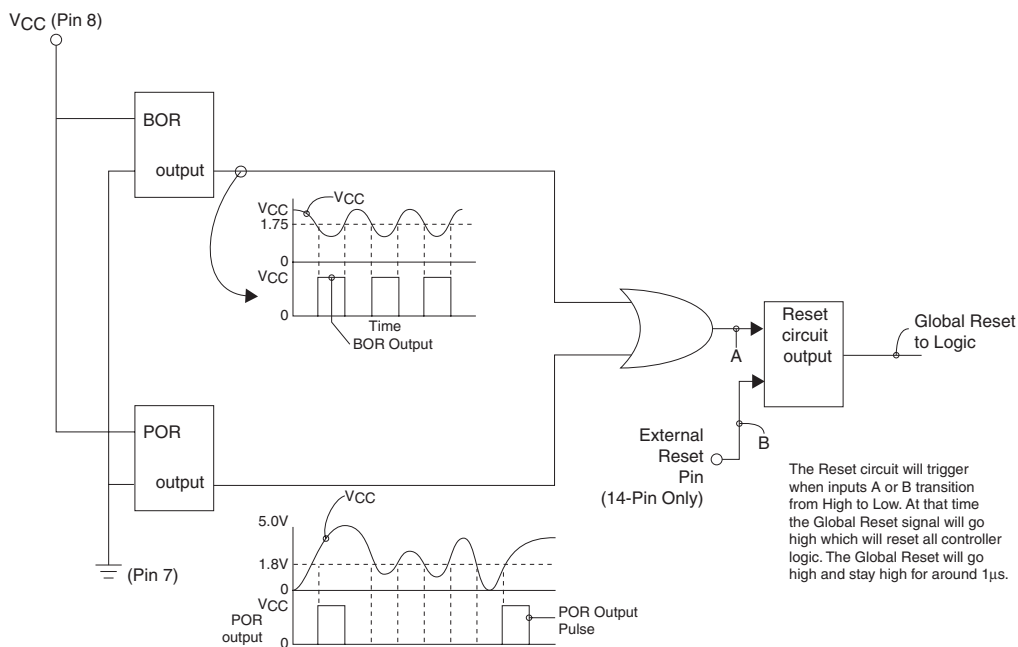 VCC (Pin 8)
BOR
output
VCC
VCC
1.75
0
VCC
0
Time
BOR Output
Reset
circuit
output
Global Reset
to Logic
A
B
External
Reset
Pin
(14-Pin Only)
POR
output
VCC
5.0V
1.8V
0
VCC
POR
output
0
POR Output
Pulse
(Pin 7)
The Reset circuit will trigger
when inputs A or B transition
from High to Low. At that time
the Global Reset signal will go
high which will reset all controller
logic. The Global Reset will go
high and stay high for around 1µs.